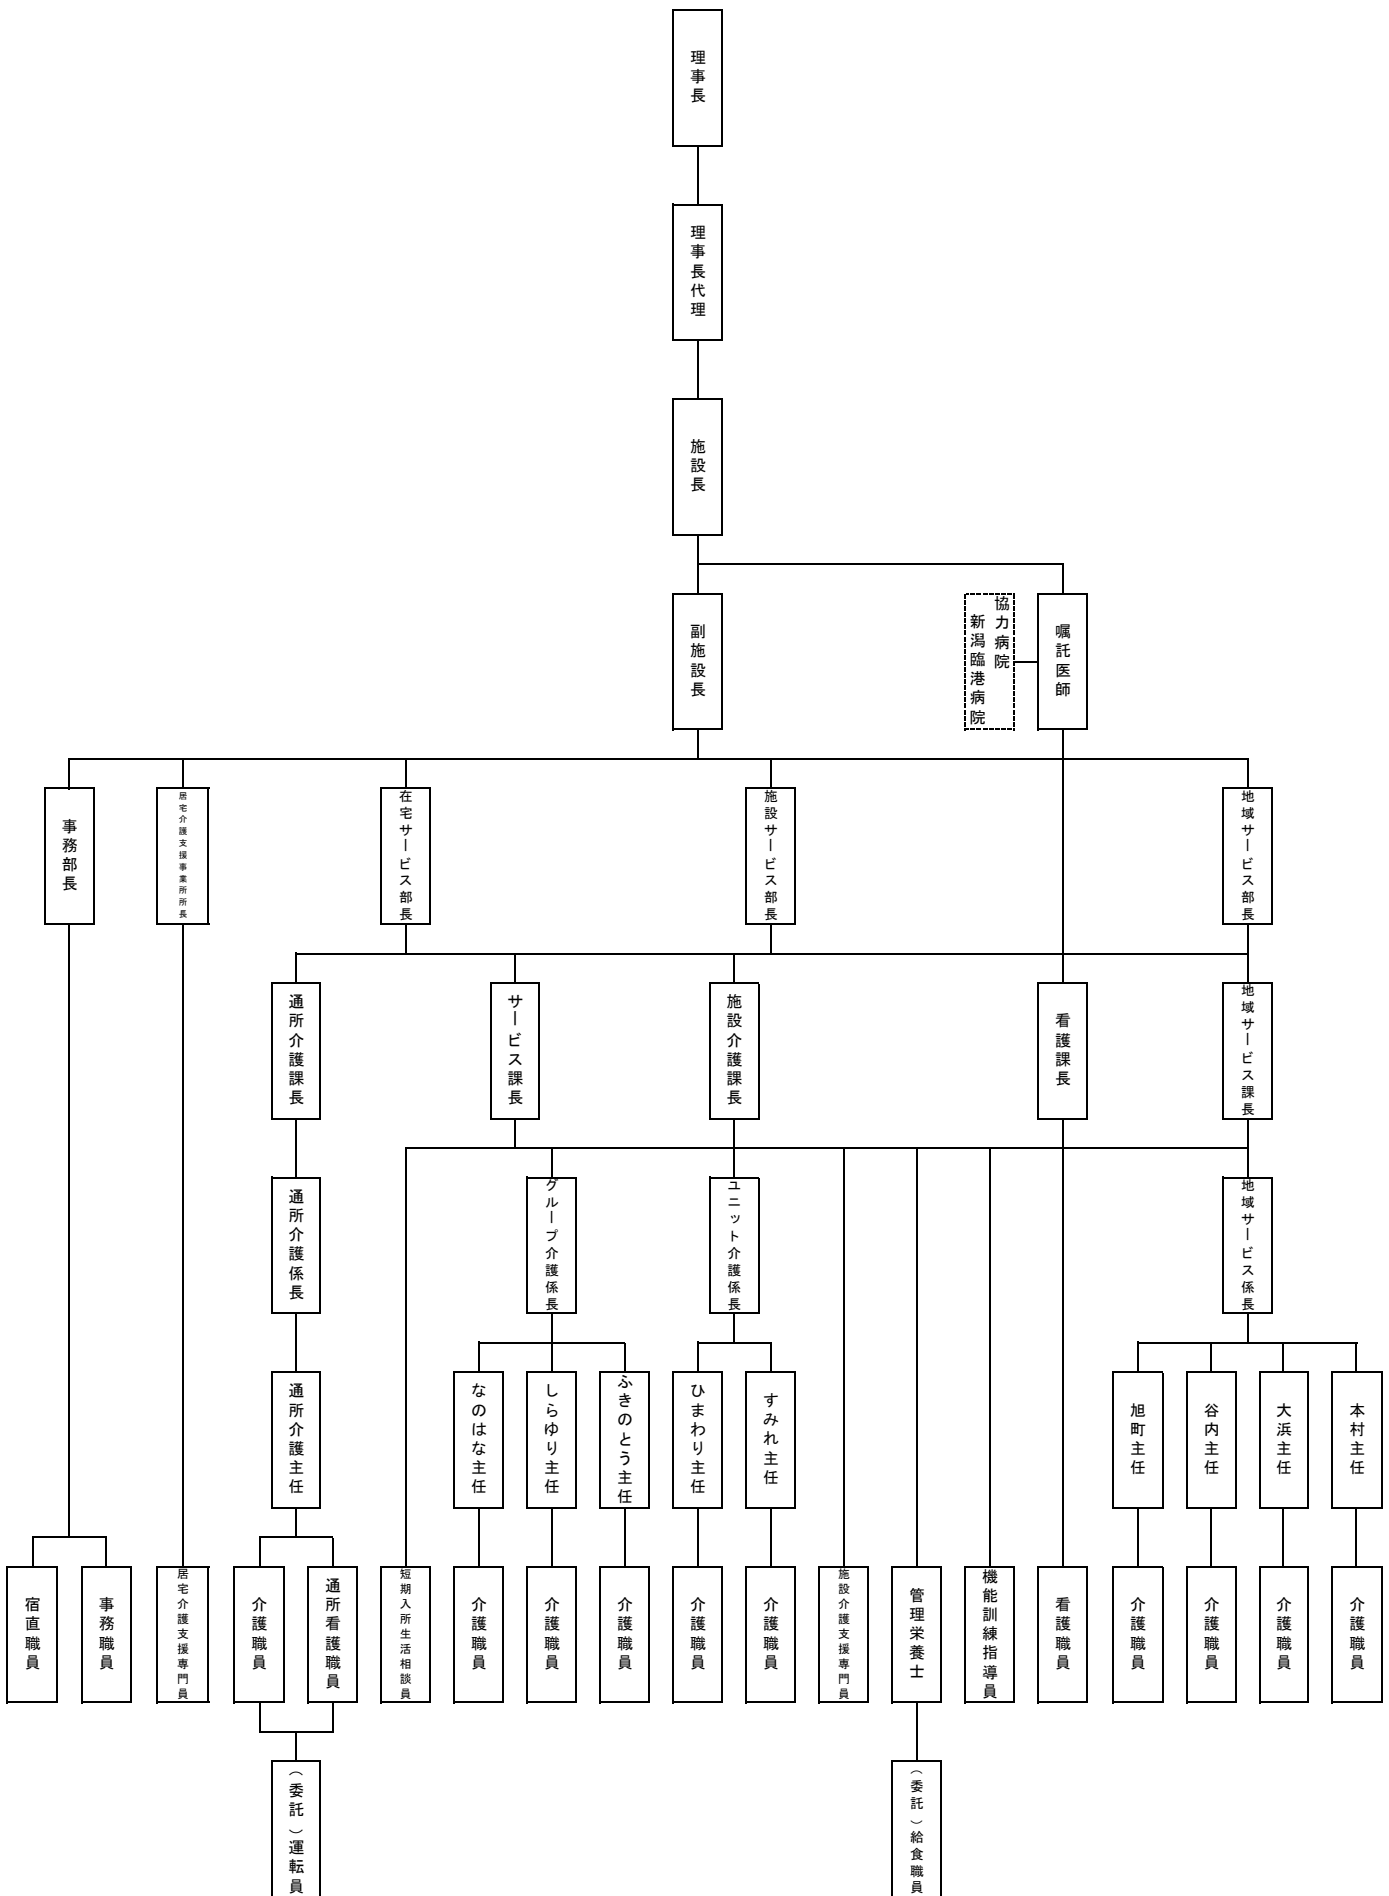 理事長
理事長代理
施設長
副施設長
協力病院
新潟臨港病院
嘱託医師
事務部長
居宅介護支援事業所所長
在宅サービス部長
施設サービス部長
地域サービス部長
通所介護課長
サービス課長
施設介護課長
看護課長
地域サービス課長
通所介護係長
グループ介護係長
ユニット介護係長
地域サービス係長
通所介護主任
なのはな主任
しらゆり主任
ふきのとう主任
ひまわり主任
すみれ主任
旭町主任
谷内主任
大浜主任
本村主任
宿直職員
事務職員
居宅介護支援専門員
介護職員
通所看護職員
短期入所生活相談員
介護職員
介護職員
介護職員
介護職員
介護職員
施設介護支援専門員
管理栄養士
機能訓練指導員
看護職員
介護職員
介護職員
介護職員
介護職員
（委託）運転員
（委託）給食職員